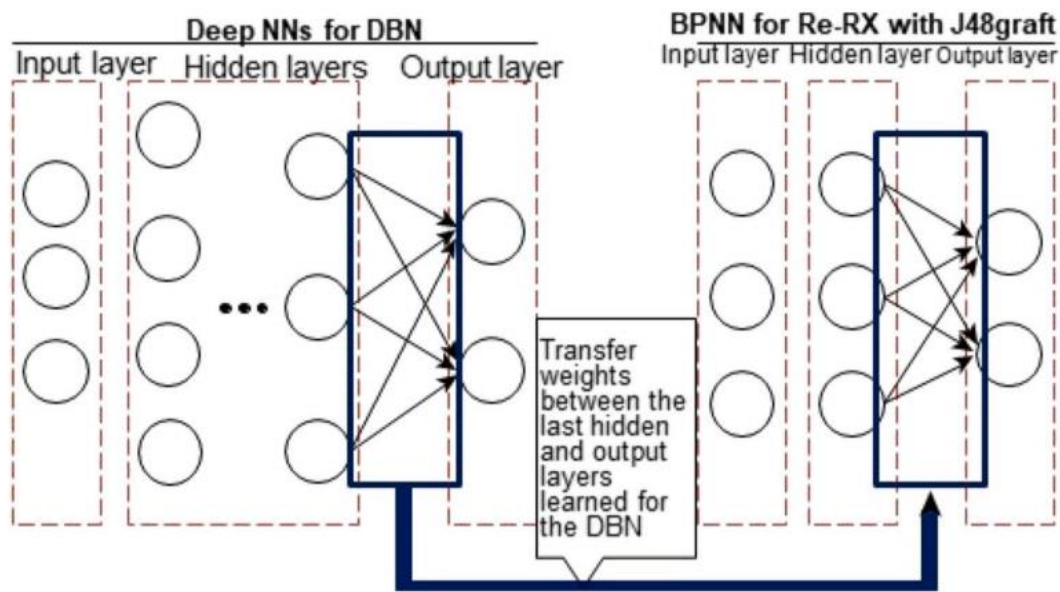 Deep NNs for DBN
Input layer Hidden layers Output layer
BPNN for Re-RX with J48graft
Input layer Hidden layer Output layer
Transfer
weights
between the
last hidden
and output
layers
learned for
the DBN